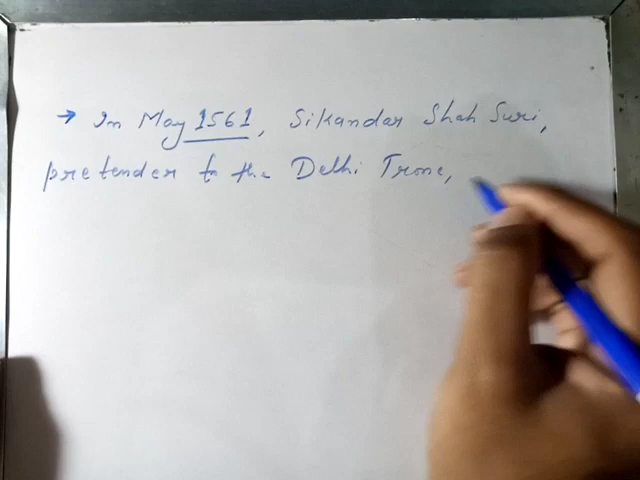 → In May 1561, Sikandar Shah Suri,
pretender to the Delhi Trone,